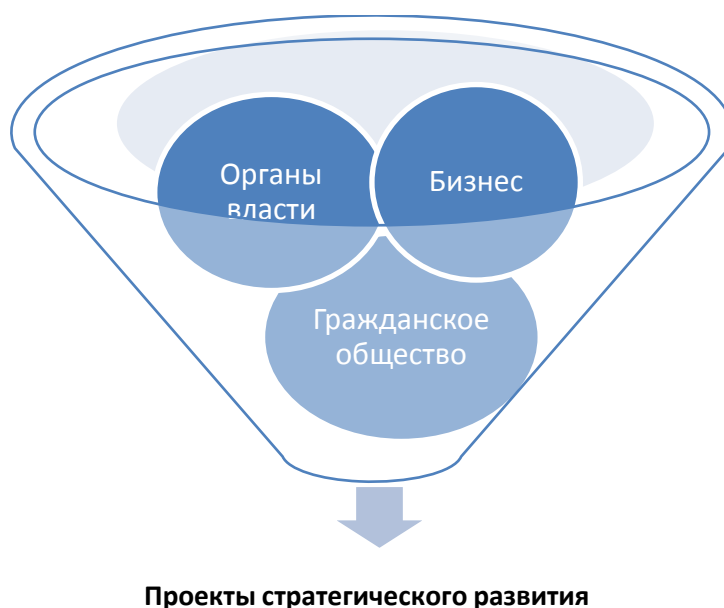 Органы
власти
Бизнес
Гражданское
общество
Проекты стратегического развития